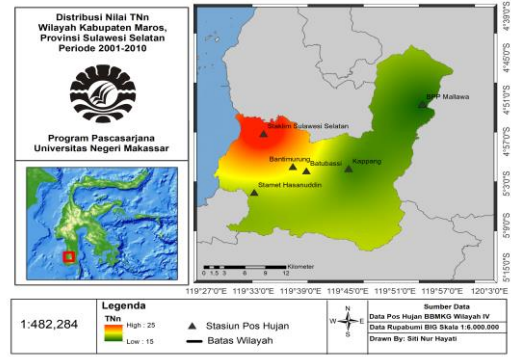 Distribusi Nilai TNn
Wilayah Kabupaten Maros,
Provinsi Sulawesi Selatan
Periode 2001-2010
Program Pascasarjana
Universitas Negeri Makassar
BPP Mallawa
Staklim Sulawesi Selatan
Bantimurung
Batubassi
Kappang
Stamet Hasanuddin
Kilometer
0 1.5 3 6 9 12
4°39'0"S
4°45'0"S
4°51'0"S
4°57'0"S
5°3'0"S
5°9'0"S
5°15'0"S
119°27'0"E 119°33'0"E 119°39'0"E 119°45'0"E 119°51'0"E 119°57'0"E 120°3'0"E
1:482,284
Legenda
TNn
High : 25
Low : 15
Stasiun Pos Hujan
Batas Wilayah
N
W E
S
Sumber Data
Data Pos Hujan BBMKG Wilayah IV
Data Rupabumi BIG Skala 1:6.000.000
Drawn By: Siti Nur Hayati